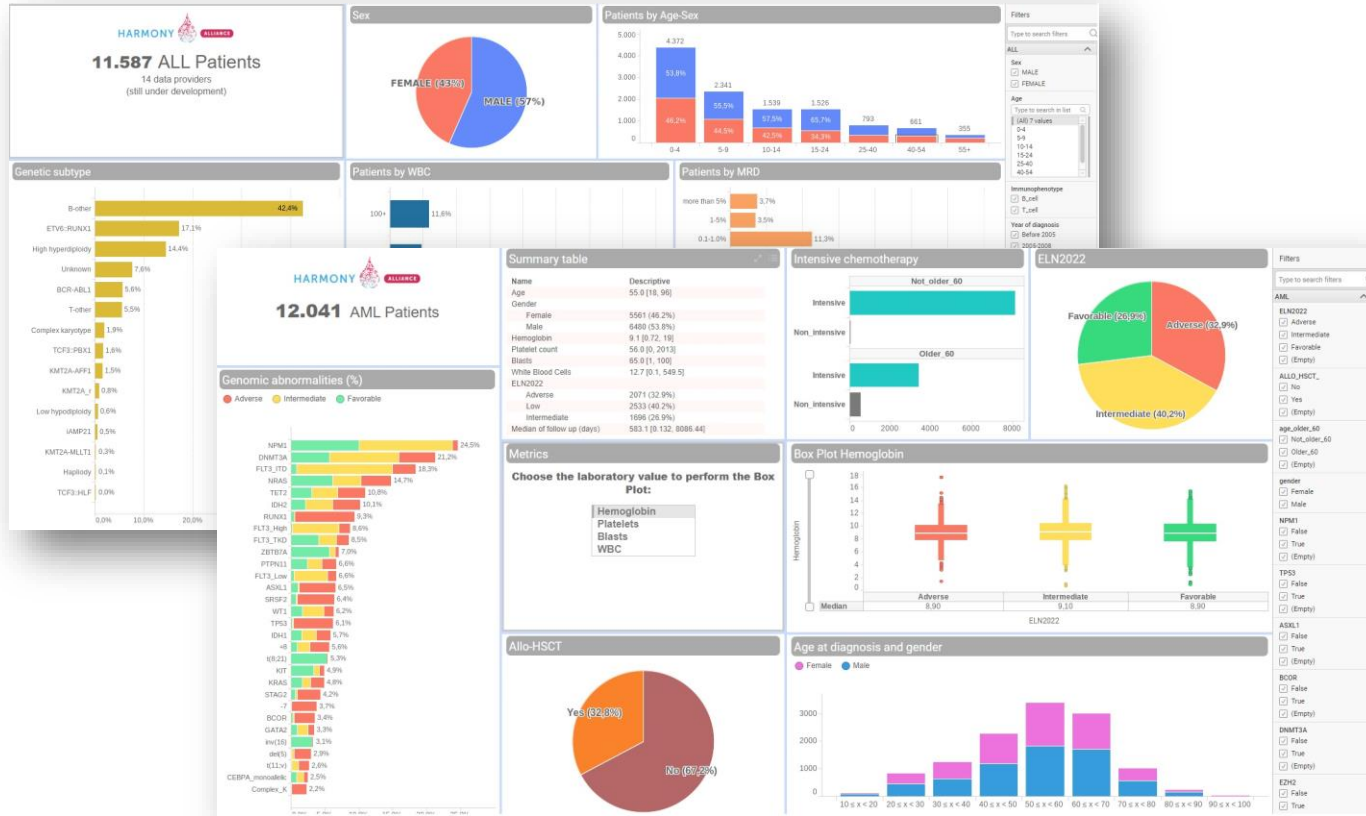 HARMONY ALLIANCE
11.587 ALL Patients
14 data providers
(still under development)
Sex
FEMALE (43%)
MALE (57%)
Patients by Age-Sex
5.000
4.000
3.000
2.000
1.000
0
4.372
53,8%
46,2%
2.341
55,5%
44,5%
1.539
57,5%
42,5%
1.526
65,7%
34,3%
793
661
355
0-4 5-9 10-14 15-24 25-40 40-54 55+
Filters
Type to search filters
ALL
Sex
MALE
FEMALE
Age
Type to search in list
(All) 7 values
0-4
5-9
10-14
15-24
25-40
40-54
Immunophenotype
B_cell
T_cell
Year of diagnosis
Before 2005
2005-2008
Genetic subtype
B-other 42,4%
ETV6::RUNX1 17,1%
High hyperdiploidy 14,4%
Unknown 7,6%
BCR-ABL1 5,6%
T-other 5,5%
Complex karyotype 1,9%
TCF3::PBX1 1,6%
KMT2A-AFF1 1,5%
KMT2A_r 0,8%
Low hypodiploidy 0,6%
iAMP21 0,5%
KMT2A-MLLT1 0,3%
Hapliody 0,1%
TCF3::HLF 0,0%
0,0% 10,0% 20,0%
Patients by WBC
100+ 11,6%
Patients by MRD
more than 5% 3,7%
1-5% 3,5%
0.1-1.0% 11,3%
HARMONY ALLIANCE
12.041 AML Patients
Genomic abnormalities (%)
Adverse Intermediate Favorable
NPM1 24,5%
DNMT3A 21,2%
FLT3_ITD 18,3%
NRAS 14,7%
TET2 10,8%
IDH2 10,1%
RUNX1 9,3%
FLT3_High 8,6%
FLT3_TKD 8,5%
ZBTB7A 7,0%
PTPN11 6,6%
FLT3_Low 6,6%
ASXL1 6,5%
SRSF2 6,4%
WT1 6,2%
TP53 6,1%
IDH1 5,7%
+8 5,6%
t(8;21) 5,3%
KIT 4,9%
KRAS 4,6%
STAG2 4,2%
-7 3,7%
BCOR 3,4%
GATA2 3,3%
inv(16) 3,1%
del(5) 2,9%
t(11;v) 2,6%
CEBPA_monoallelic 2,5%
Complex_K 2,2%
Summary table
Name Descriptive
Age 55.0 [18, 96]
Gender
Female 5561 (46.2%)
Male 6480 (53.8%)
Hemoglobin 9.1 [0.72, 19]
Platelet count 56.0 [0, 2013]
Blasts 65.0 [1, 100]
White Blood Cells 12.7 [0.1, 549.5]
ELN2022
Adverse 2071 (32.9%)
Low 2533 (40.2%)
Intermediate 1696 (26.9%)
Median of follow up (days) 583.1 [0.132, 8086.44]
Metrics
Choose the laboratory value to perform the Box
Plot:
Hemoglobin
Platelets
Blasts
WBC
Allo-HSCT
Yes (32,8%)
No (67,2%)
Intensive chemotherapy
Not_older_60
Intensive
Non_intensive
Older_60
Intensive
Non_intensive
0 2000 4000 6000 8000
ELN2022
Favorable (26,9%)
Adverse (32,9%)
Intermediate (40,2%)
Box Plot Hemoglobin
Hemoglobin
18
16
14
12
10
8
6
4
2
0
Adverse Intermediate Favorable
Median 8,90 9,10 8,90
ELN2022
Age at diagnosis and gender
Female Male
3000
2000
1000
0
10 ≤ x < 20 20 ≤ x < 30 30 ≤ x < 40 40 ≤ x < 50 50 ≤ x < 60 60 ≤ x < 70 70 ≤ x < 80 80 ≤ x < 90 90 ≤ x < 100
Filters
Type to search filters
AML
ELN2022
Adverse
Intermediate
Favorable
(Empty)
ALLO_HSCT_
No
Yes
(Empty)
age_older_60
Not_older_60
Older_60
(Empty)
gender
Female
Male
NPM1
False
True
(Empty)
TP53
False
True
(Empty)
ASXL1
False
True
(Empty)
BCOR
False
True
(Empty)
DNMT3A
False
True
(Empty)
EZH2
False
True